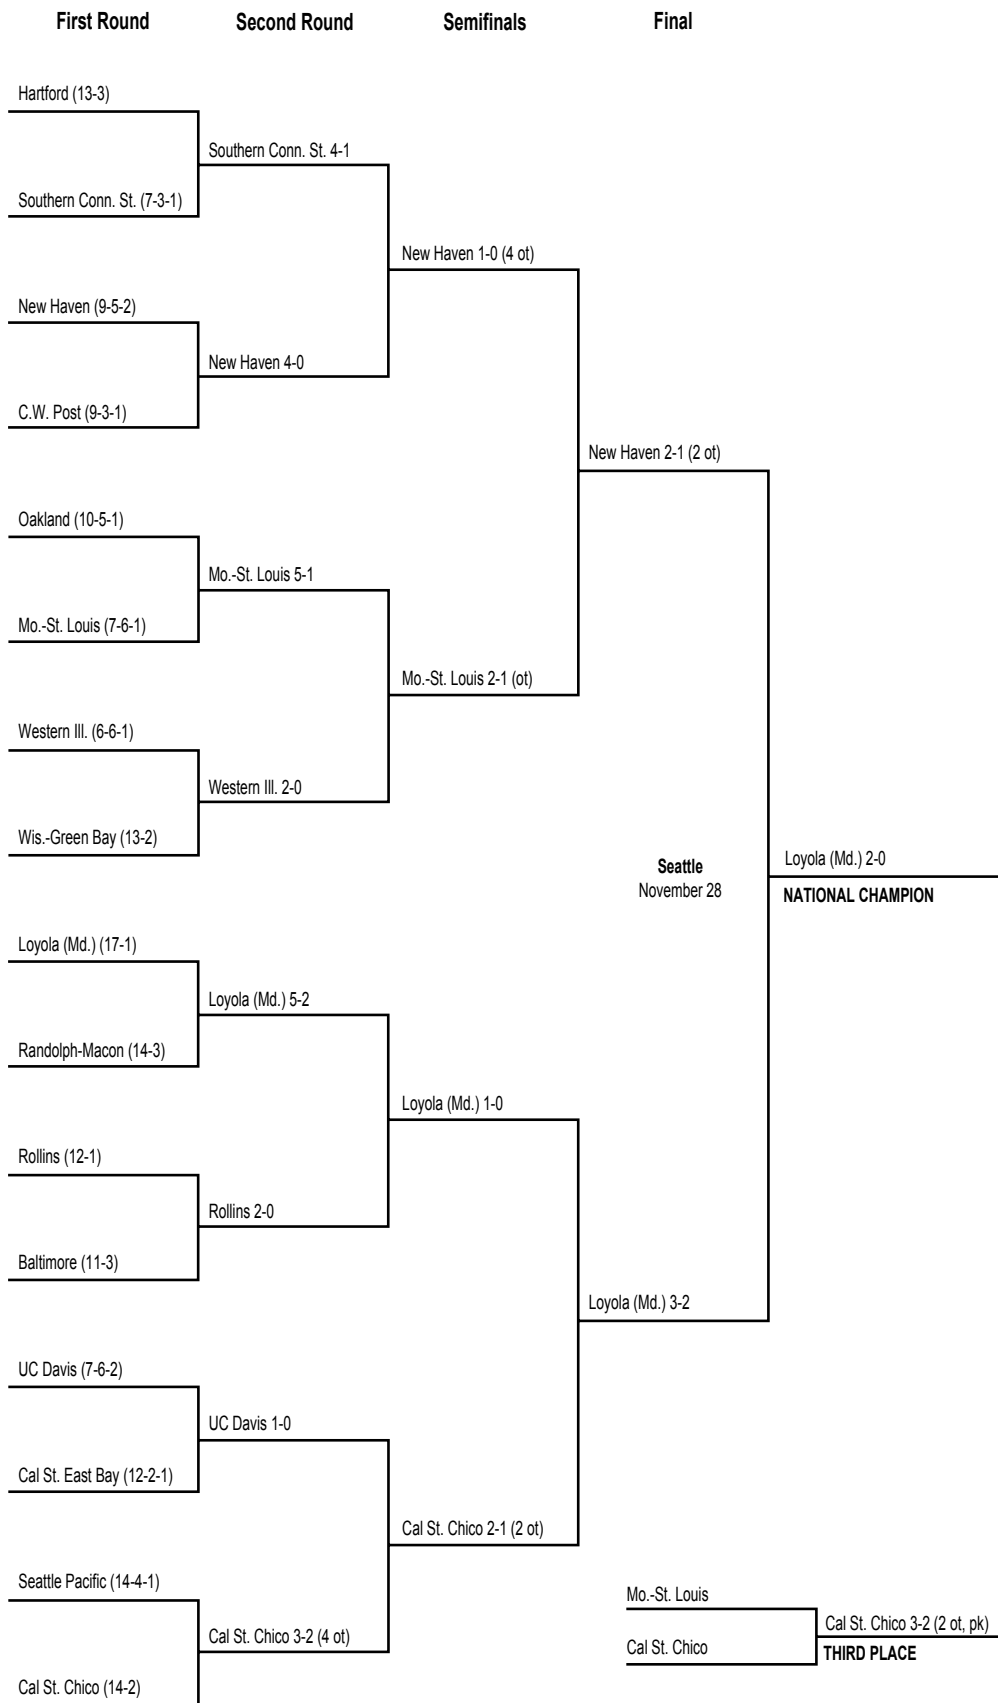 First Round
Second Round
Semifinals
Final
Hartford (13-3)
Southern Conn. St. 4-1
Southern Conn. St. (7-3-1)
New Haven 1-0 (4 ot)
New Haven (9-5-2)
New Haven 4-0
C.W. Post (9-3-1)
New Haven 2-1 (2 ot)
Oakland (10-5-1)
Mo.-St. Louis 5-1
Mo.-St. Louis (7-6-1)
Mo.-St. Louis 2-1 (ot)
Western Ill. (6-6-1)
Western Ill. 2-0
Wis.-Green Bay (13-2)
Seattle
November 28
Loyola (Md.) 2-0
NATIONAL CHAMPION
Loyola (Md.) (17-1)
Loyola (Md.) 5-2
Randolph-Macon (14-3)
Loyola (Md.) 1-0
Rollins (12-1)
Rollins 2-0
Baltimore (11-3)
Loyola (Md.) 3-2
UC Davis (7-6-2)
UC Davis 1-0
Cal St. East Bay (12-2-1)
Cal St. Chico 2-1 (2 ot)
Seattle Pacific (14-4-1)
Cal St. Chico 3-2 (4 ot)
Cal St. Chico (14-2)
Mo.-St. Louis
Cal St. Chico
Cal St. Chico 3-2 (2 ot, pk)
THIRD PLACE